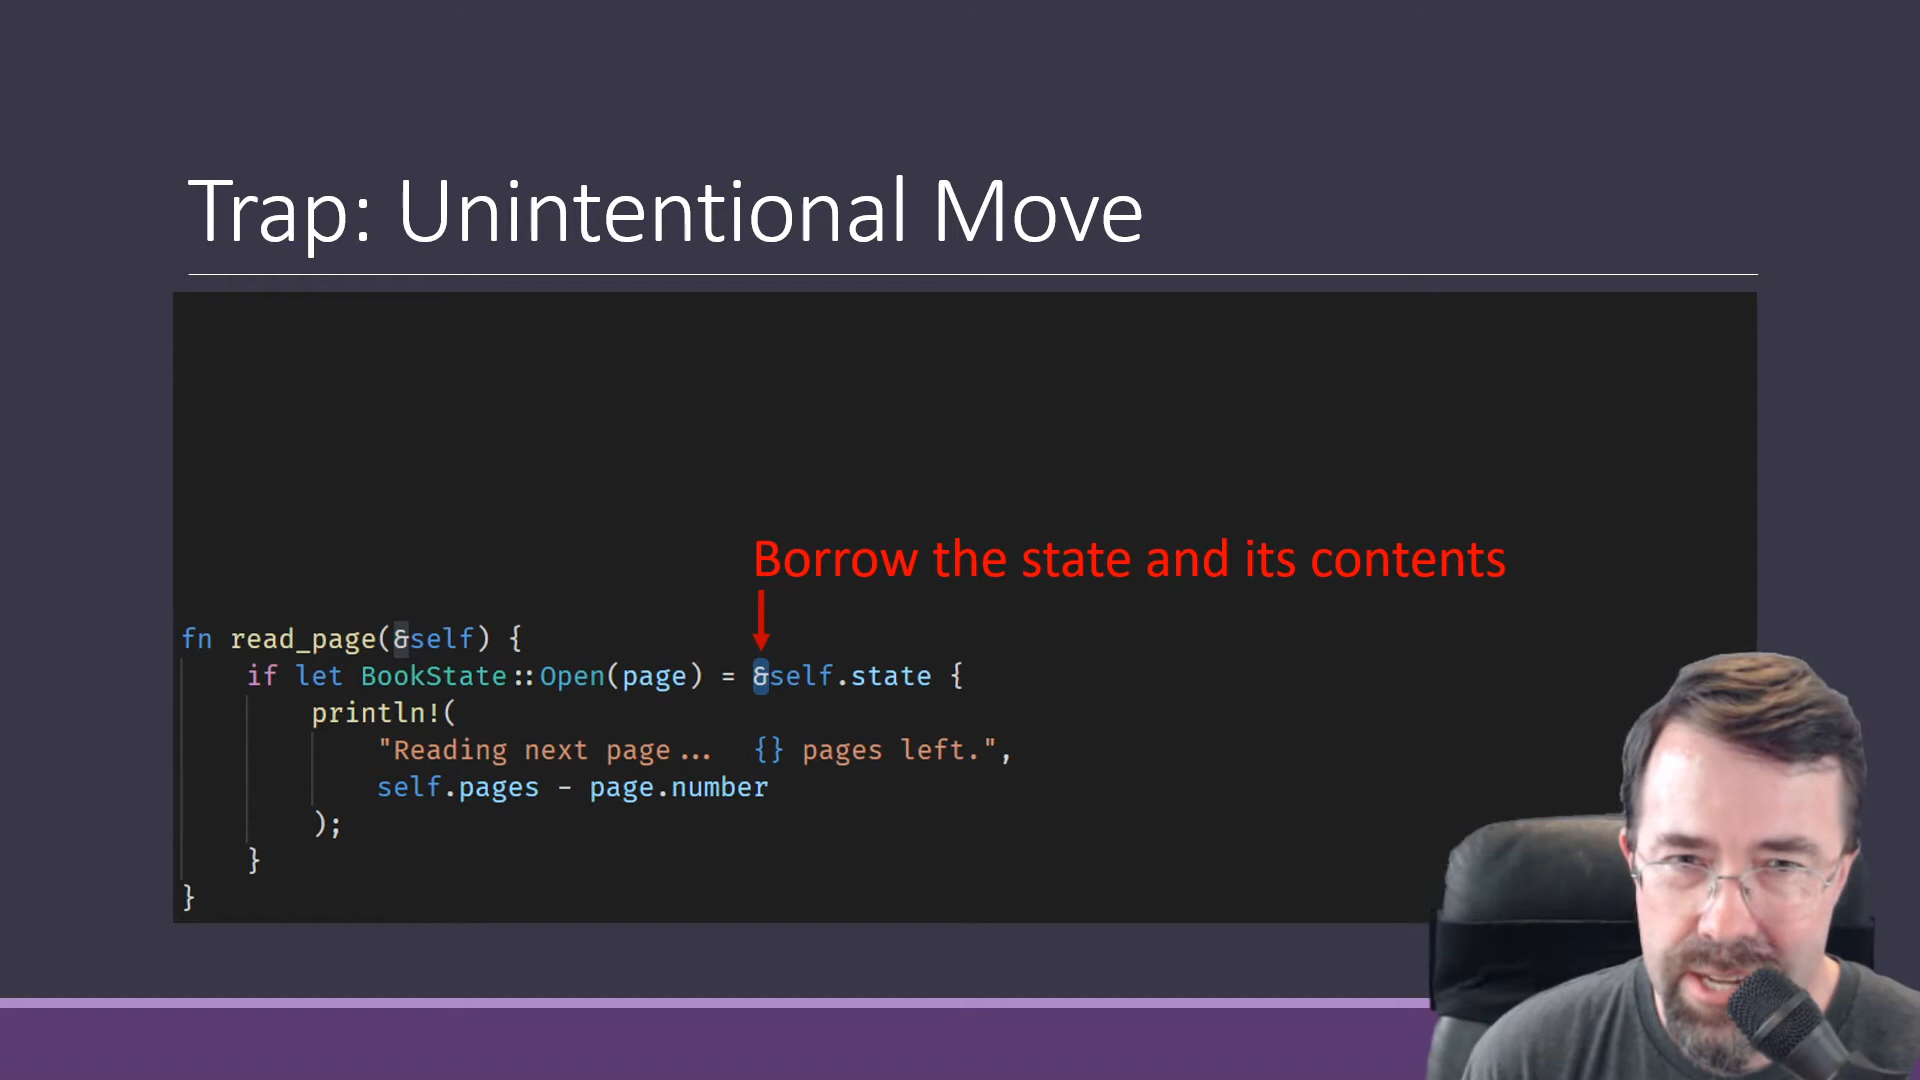 Trap: Unintentional Move
Borrow the state and its contents
fn read_page(&self) {
if let BookState::Open(page) = &self.state {
println!(
"Reading next page...  {} pages left.",
self.pages - page.number
);
}
}